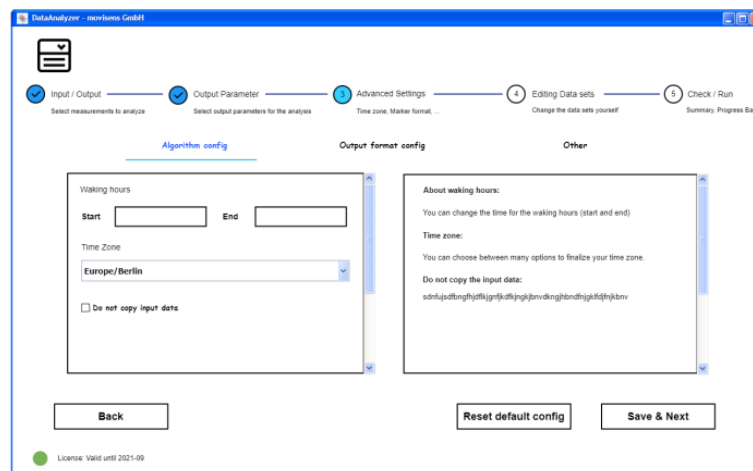 DataAnalyzer - movisens GmbH
Input / Output
Output Parameter
3
Advanced Settings
4
Editing Data sets
5
Check / Run
Select measurements to analyze
Select output parameters for the analysis
Time zone, Marker format, ...
Change the data sets yourself
Summary, Progress Ba
Algorithm config
Output format config
Other
Waking hours
Start
End
Time Zone
Europe/Berlin
Do not copy input data
About waking hours:
You can change the time for the waking hours (start and end)
Time zone:
You can choose between many options to finalize your time zone.
Do not copy the input data:
Back
Reset default config
Save & Next
License: Valid until 2021-09